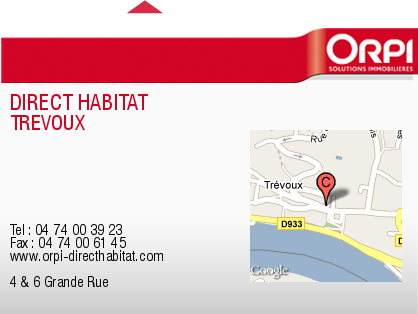 ORPI
SOLUTIONS IMMOBILIÈRES
DIRECT HABITAT
TREVOUX
Rue
Trévoux
C
D933
Google
Tel : 04 74 00 39 23
Fax : 04 74 00 61 45
www.orpi-directhabitat.com
4 & 6 Grande Rue